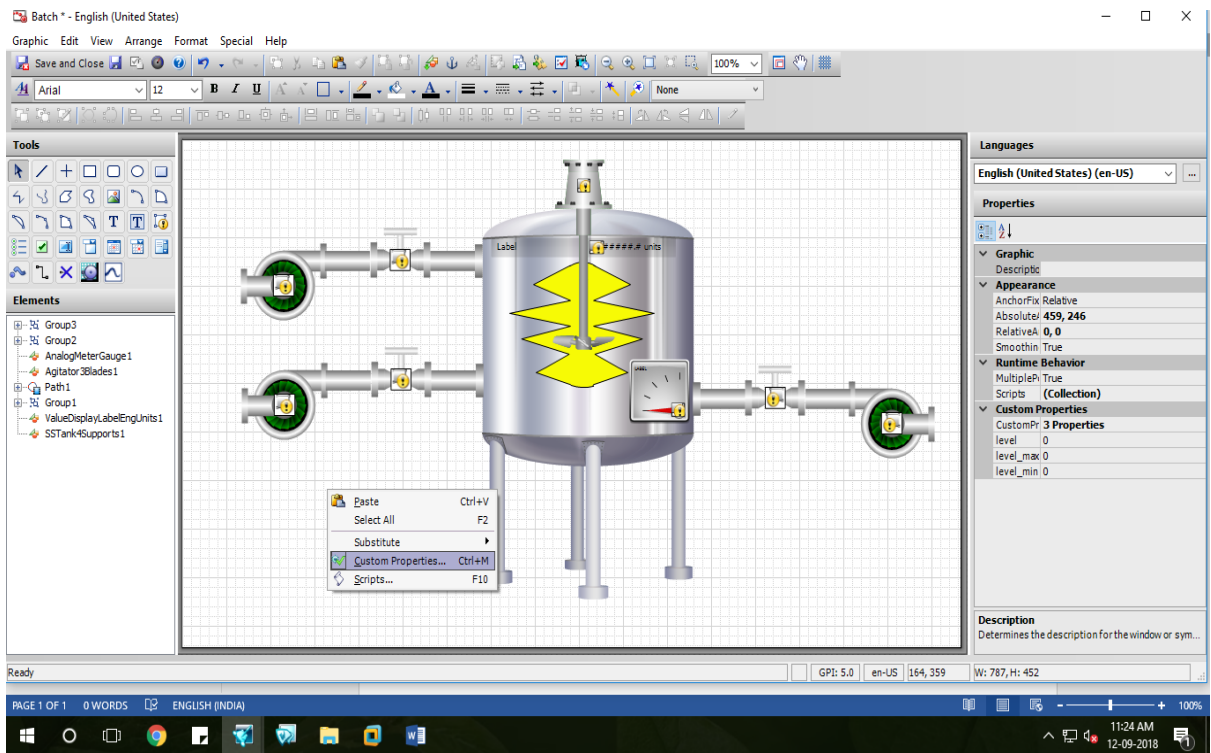 Batch * - English (United States)
Graphic Edit View Arrange Format Special Help
Save and Close 100%
Arial 12 B I U A None
Tools
Languages
English (United States) (en-US) ...
Properties
T T
Elements
Group3
Group2
AnalogMeterGauge1
Agitator3Blades1
Path1
Group1
ValueDisplayLabelEngUnits1
SSTank4Supports1
Label #####.# units
LABEL
Paste Ctrl+V
Select All F2
Substitute
Custom Properties... Ctrl+M
Scripts... F10
Graphic
Descriptic
Appearance
AnchorFix Relative
Absolute 459, 246
RelativeA 0, 0
Smoothin True
Runtime Behavior
MultiplePi True
Scripts (Collection)
Custom Properties
CustomPr 3 Properties
level 0
level_max 0
level_min 0
Description
Determines the description for the window or sym...
Ready GPI: 5.0 en-US 164, 359 W: 787, H: 452
PAGE 1 OF 1 0 WORDS ENGLISH (INDIA) 100%
11:24 AM
12-09-2018